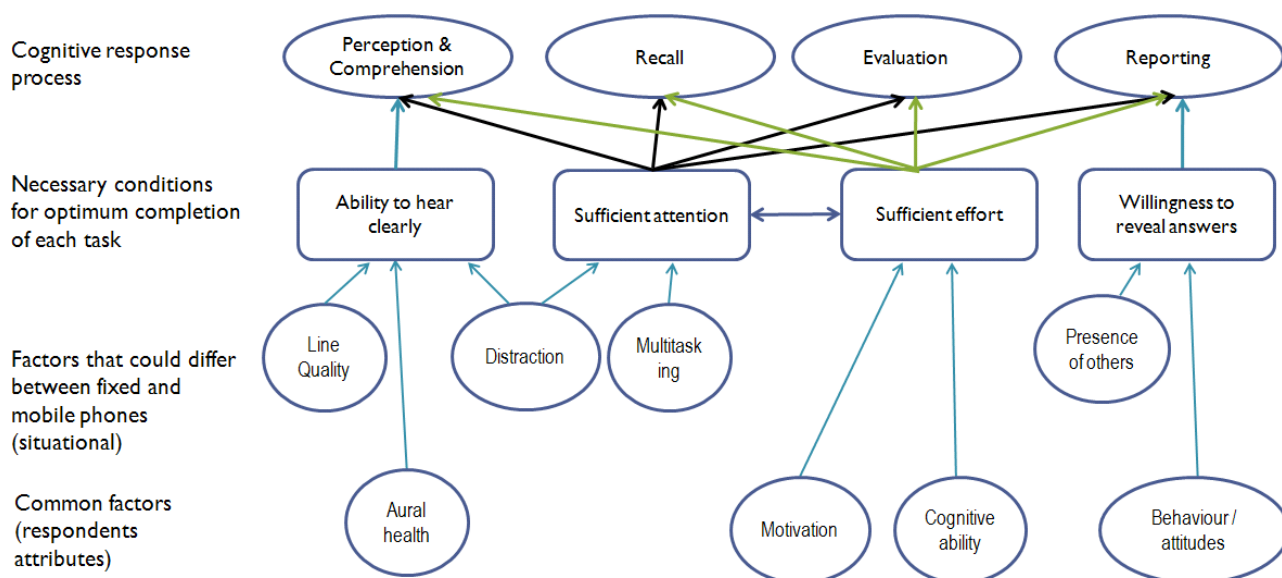 Cognitive response
process
Perception &
Comprehension
Recall
Evaluation
Reporting
Necessary conditions
for optimum completion
of each task
Ability to hear
clearly
Sufficient attention
Sufficient effort
Willingness to
reveal answers
Factors that could differ
between fixed and
mobile phones
(situational)
Line
Quality
Distraction
Multitask
ing
Presence
of others
Common factors
(respondents
attributes)
Aural
health
Motivation
Cognitive
ability
Behaviour /
attitudes